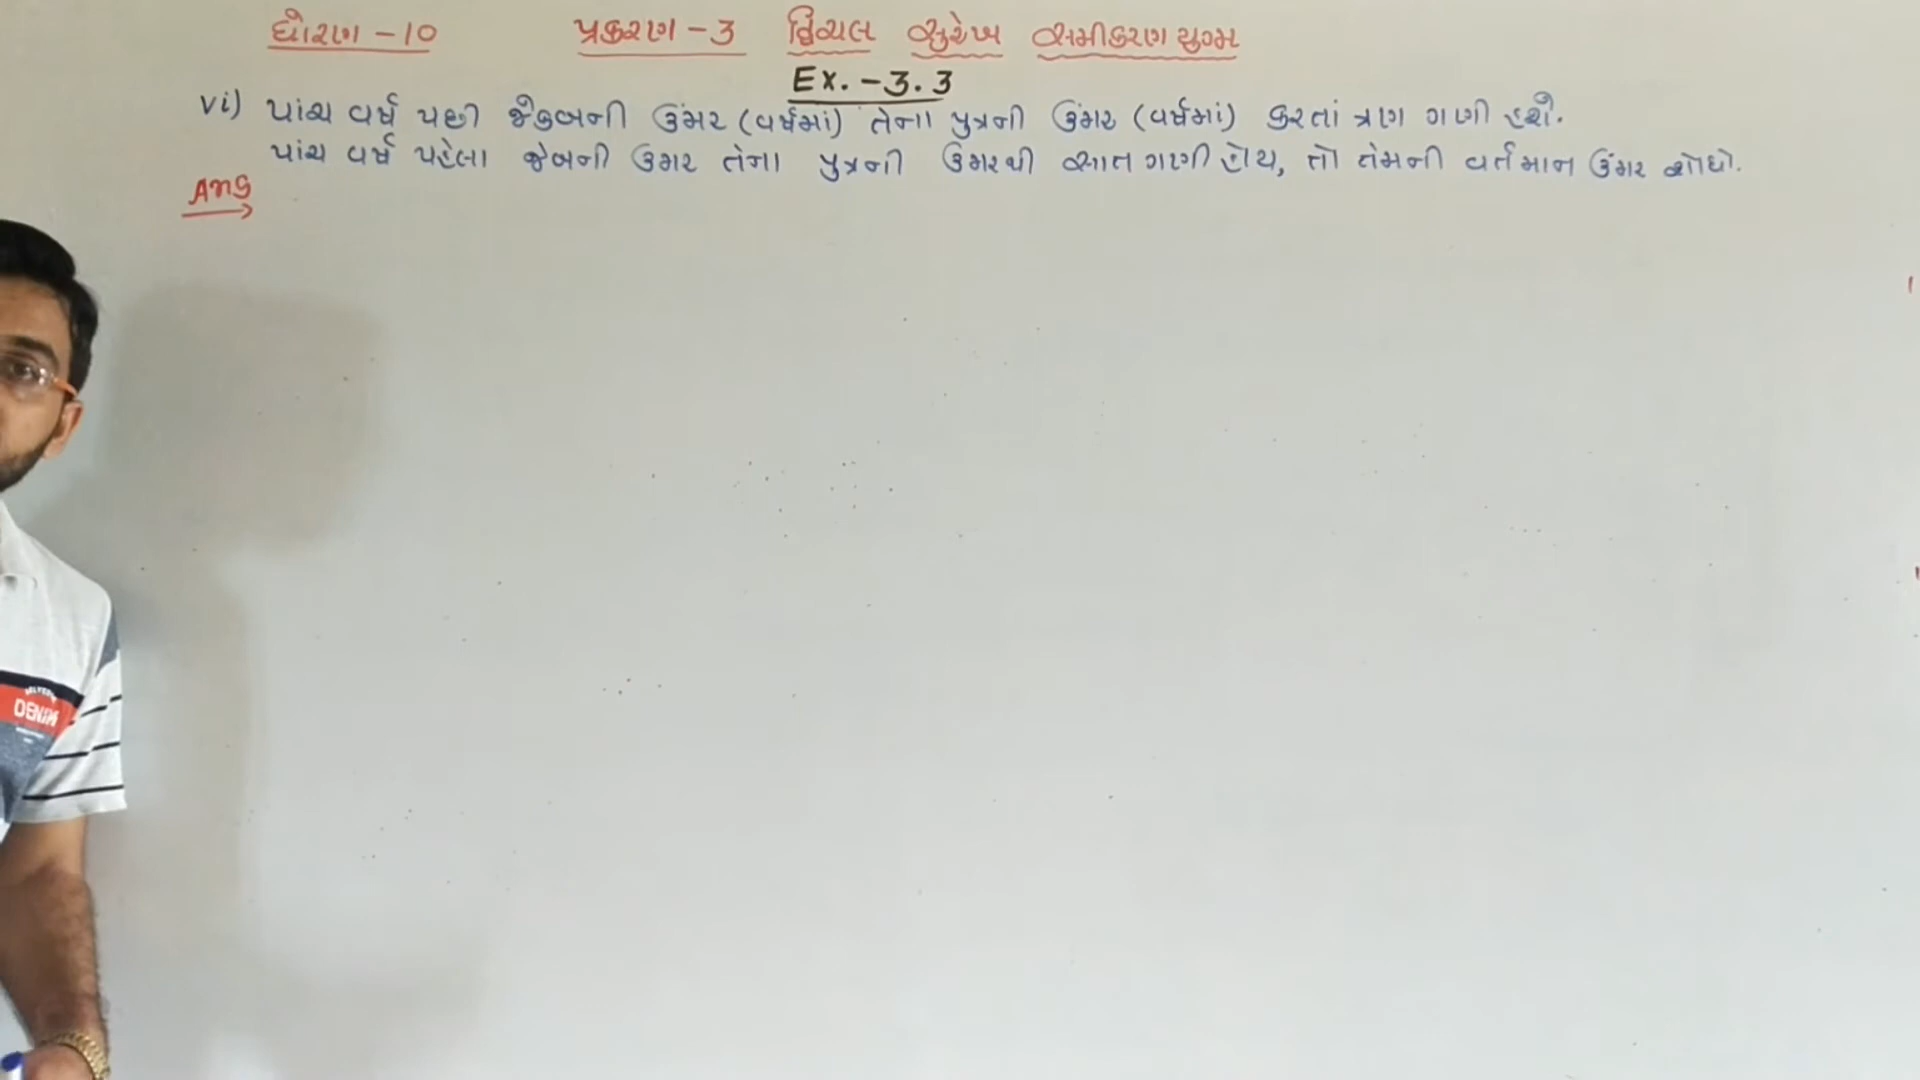 ધોરણ - 10 પ્રકરણ - 3 દ્વિચલ સુરેખ સમીકરણ યુગ્મ
Ex. - 3.3
vi) પાંચ વર્ષ પછી જેકબની ઉંમર (વર્ષમાં) તેના પુત્રની ઉંમર (વર્ષમાં) કરતાં ત્રણ ગણી હશે.
પાંચ વર્ષ પહેલા જેબની ઉંમર તેના પુત્રની ઉંમરથી સાત ગણી હોય, તો તેમની વર્તમાન ઉંમર શોધો.
Ans
DENIM